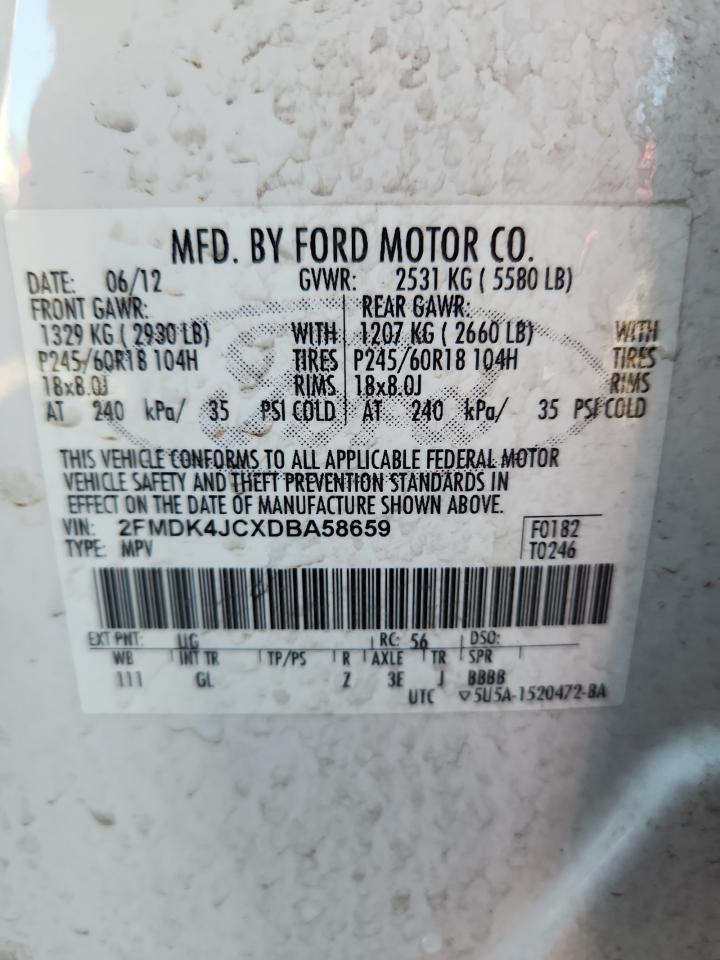 MFD. BY FORD MOTOR CO.
DATE: 06/12 GVWR: 2531 KG ( 5580 LB)
FRONT GAWR: REAR GAWR:
1329 KG ( 2930 LB) WITH 1207 KG ( 2660 LB) WITH
P245/60R18 104H TIRES P245/60R18 104H TIRES
18x8.0J RIMS 18x8.0J RIMS
AT 240 kPa/ 35 PSI COLD AT 240 kPa/ 35 PSI COLD
THIS VEHICLE CONFORMS TO ALL APPLICABLE FEDERAL MOTOR
VEHICLE SAFETY AND THEFT PREVENTION STANDARDS IN
EFFECT ON THE DATE OF MANUFACTURE SHOWN ABOVE.
VIN: 2FMDK4JCXDBA58659 F0182
TYPE: MPV T0246
EXT PNT: UG RC: 56 DSO:
WB INT TR TP/PS R AXLE TR SPR
111 GL Z 3E J BBBB
UTC ▽5U5A-1520472-BA